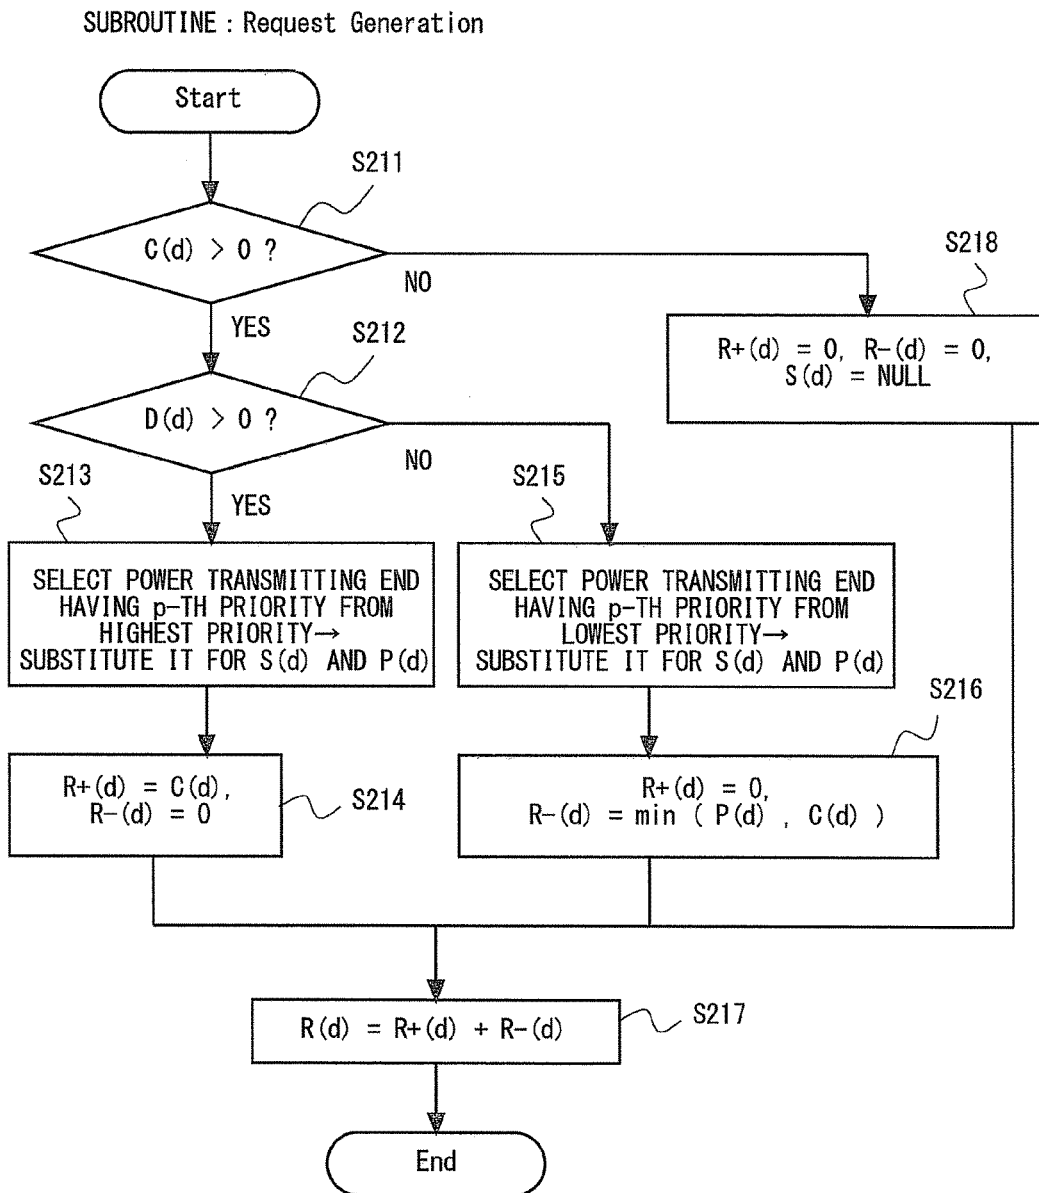 SUBROUTINE : Request Generation
Start
S211
C(d) > 0 ?
NO
S218
YES
S212
R+(d) = 0, R-(d) = 0,
S(d) = NULL
D(d) > 0 ?
NO
S213
YES
S215
SELECT POWER TRANSMITTING END
HAVING p-TH PRIORITY FROM
HIGHEST PRIORITY→
SUBSTITUTE IT FOR S(d) AND P(d)
SELECT POWER TRANSMITTING END
HAVING p-TH PRIORITY FROM
LOWEST PRIORITY→
SUBSTITUTE IT FOR S(d) AND P(d)
S216
R+(d) = C(d),
R-(d) = 0
S214
R+(d) = 0,
R-(d) = min ( P(d) , C(d) )
R(d) = R+(d) + R-(d)
S217
End